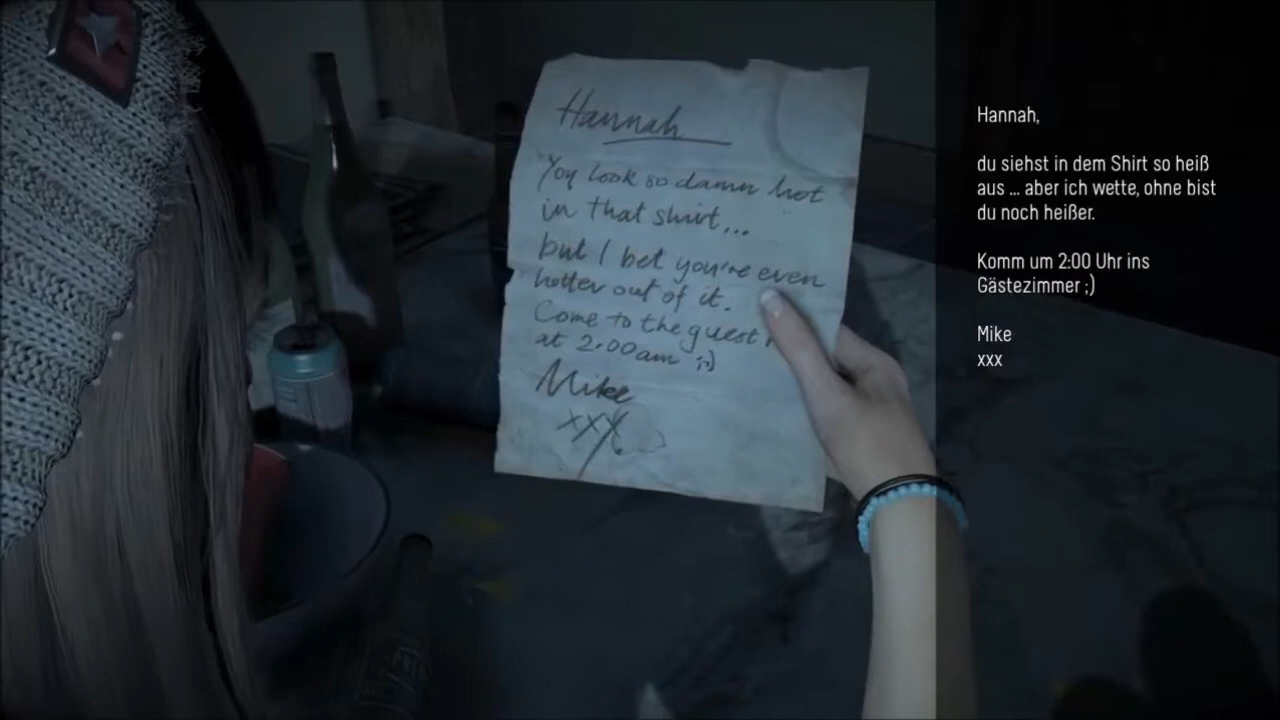 Hannah
You look so damn hot
in that shirt...
but I bet you're even
hotter out of it.
Come to the guest
at 2.00am ;)
Mike
xxx
Hannah,
du siehst in dem Shirt so heiß
aus ... aber ich wette, ohne bist
du noch heißer.
Komm um 2:00 Uhr ins
Gästezimmer ;)
Mike
xxx